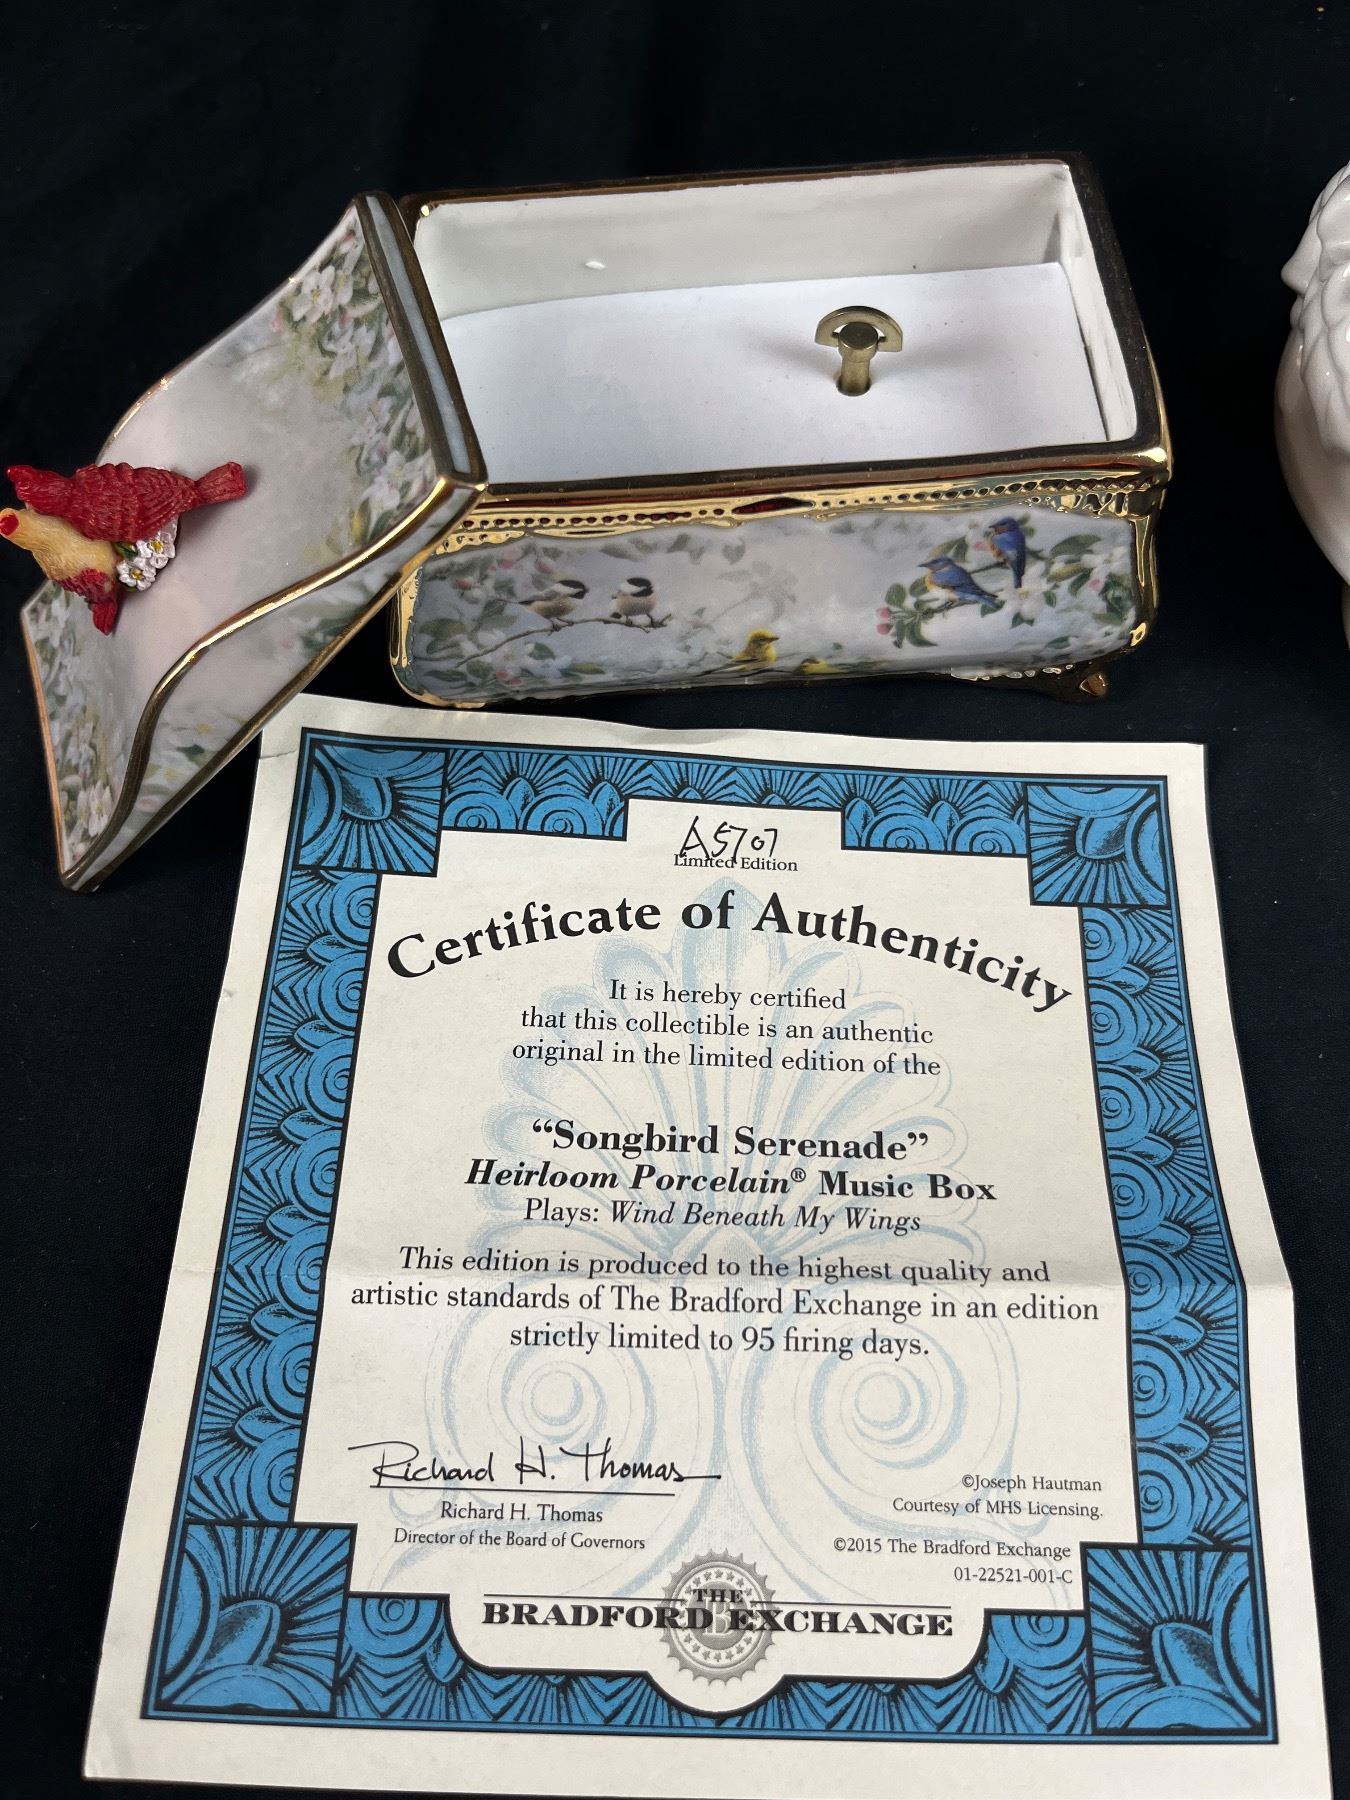 A5707
Limited Edition
Certificate of Authenticity
It is hereby certified
that this collectible is an authentic
original in the limited edition of the
“Songbird Serenade”
Heirloom Porcelain® Music Box
Plays: Wind Beneath My Wings
This edition is produced to the highest quality and
artistic standards of The Bradford Exchange in an edition
strictly limited to 95 firing days.
Richard H. Thomas
Richard H. Thomas
Director of the Board of Governors
©Joseph Hautman
Courtesy of MHS Licensing.
©2015 The Bradford Exchange
01-22521-001-C
THE
BRADFORD EXCHANGE